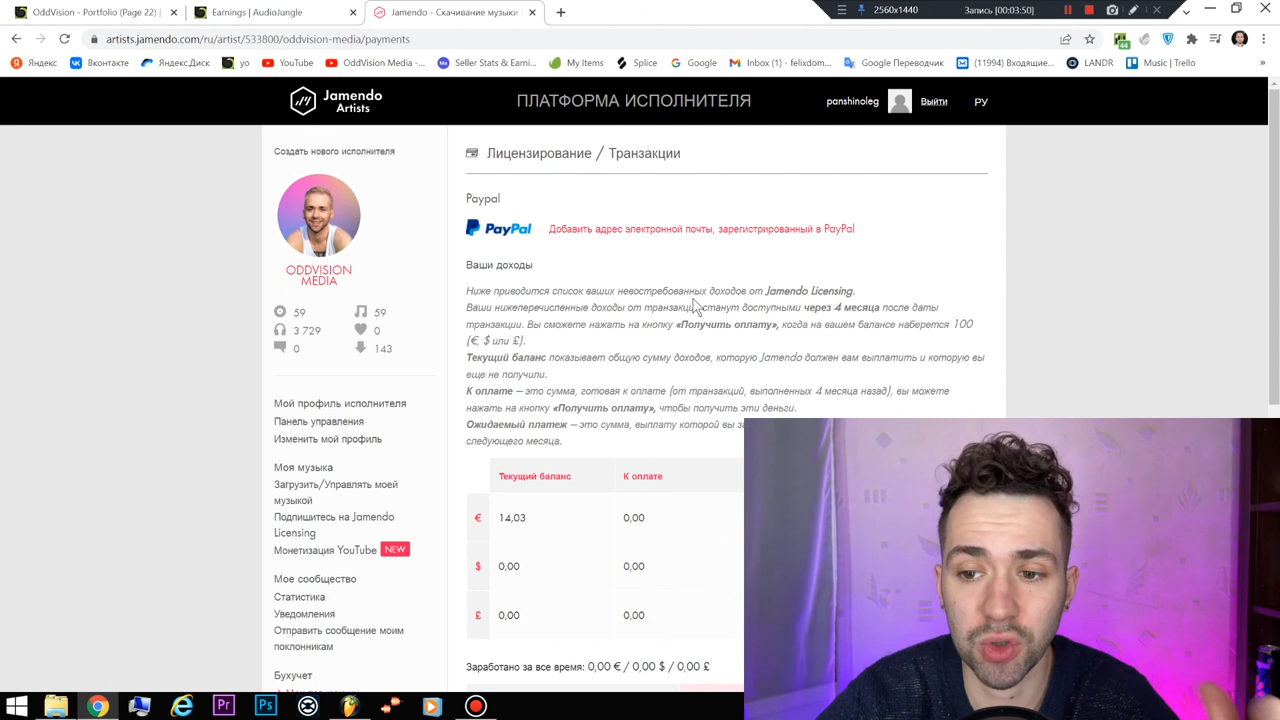 OddVision - Portfolio (Page 22) |
Earnings | AudioJungle
Jamendo - Скачивание музыки
2560x1440
Запись [0:03:50]
artists.jamendo.com/ru/artist/533800/oddvision-media/payments
44
Яндекс
Вконтакте
Яндекс.Диск
yo
YouTube
OddVision Media -...
Seller Stats & Earni...
My Items
Splice
Google
Inbox (1) - felixdom...
Google Переводчик
(11994) Входящие...
LANDR
Music | Trello
Jamendo
Artists
ПЛАТФОРМА ИСПОЛНИТЕЛЯ
panshinoleg
Выйти
РУ
Создать нового исполнителя
ODDVISION
MEDIA
59
59
3 729
0
0
143
Мой профиль исполнителя
Панель управления
Изменить мой профиль
Моя музыка
Загрузить/Управлять моей
музыкой
Подпишитесь на Jamendo
Licensing
Монетизация YouTube NEW
Мое сообщество
Статистика
Уведомления
Отправить сообщение моим
поклонникам
Бухучет
Лицензирование / Транзакции
Paypal
PayPal
Добавить адрес электронной почты, зарегистрированный в PayPal
Ваши доходы
Ниже приводится список ваших невостребованных доходов от Jamendo Licensing.
Ваши нижеперечисленные доходы от транзакций станут доступными через 4 месяца после даты
транзакции. Вы сможете нажать на кнопку «Получить оплату», когда на вашем балансе наберется 100
(€, $ или £).
Текущий баланс показывает общую сумму доходов, которую Jamendo должен вам выплатить и которую вы
еще не получили.
К оплате – это сумма, готовая к оплате (от транзакций, выполненных 4 месяца назад), вы можете
нажать на кнопку «Получить оплату», чтобы получить эти деньги.
Ожидаемый платеж – это сумма, выплату которой вы
следующего месяца.
Текущий баланс
К оплате
€
14,03
0,00
$
0,00
0,00
£
0,00
0,00
Заработано за все время: 0,00 € / 0,00 $ / 0,00 £
Pr
Ps